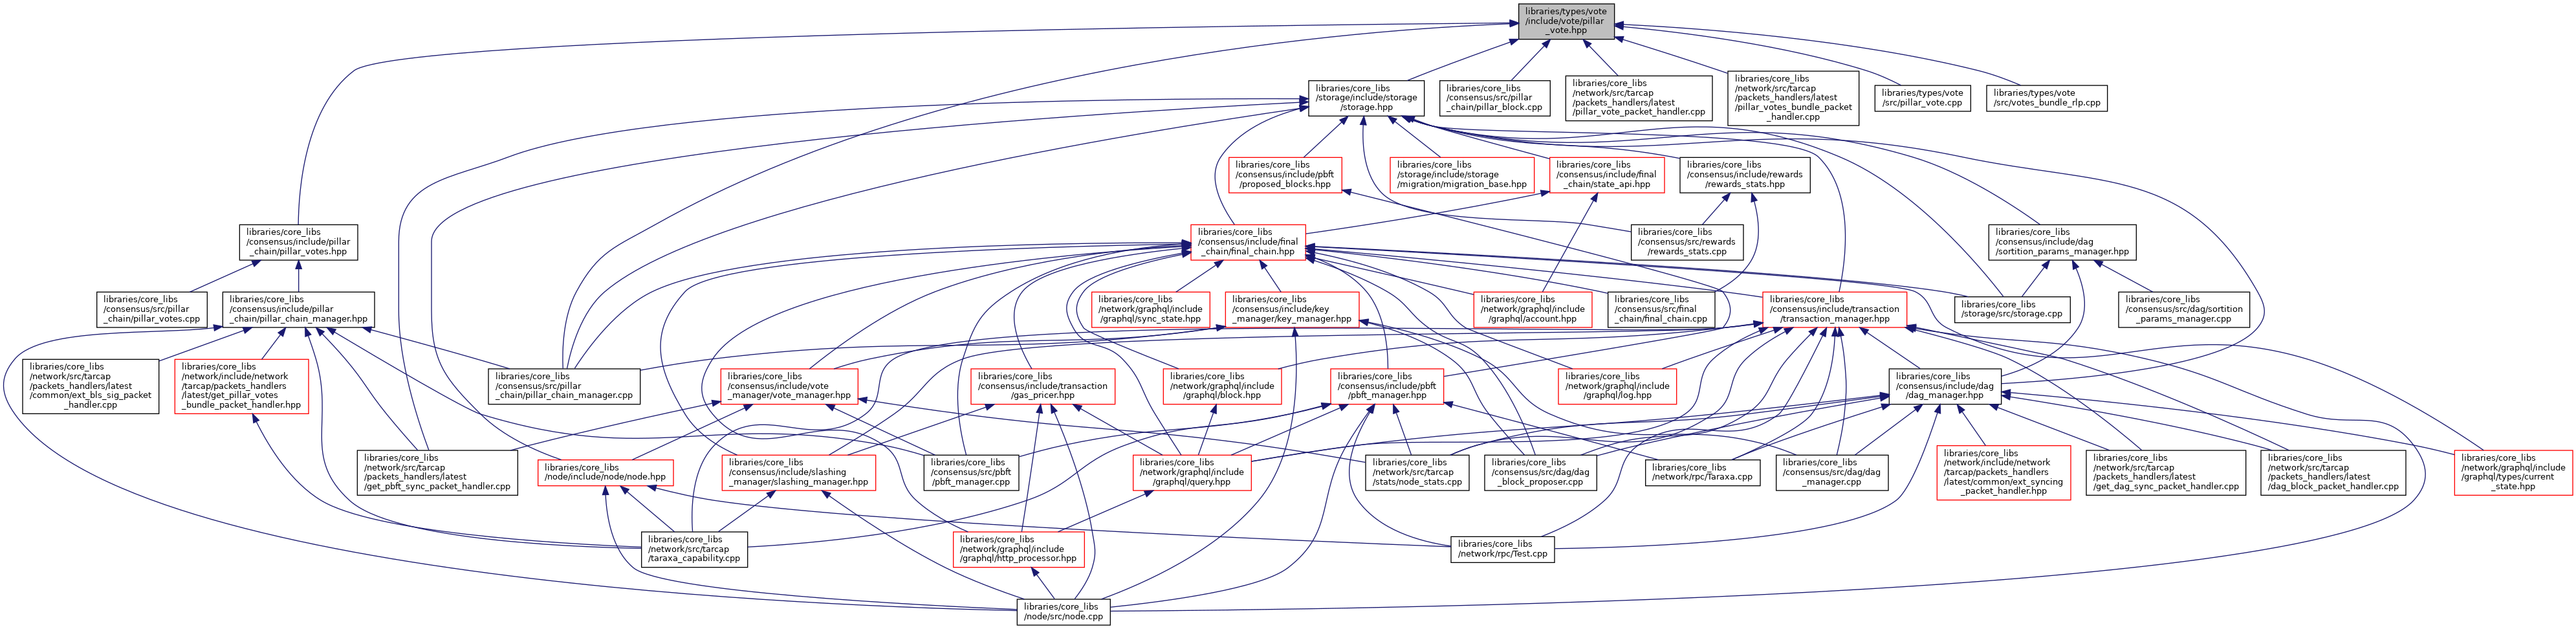 libraries/types/vote
/include/vote/pillar
_vote.hpp
libraries/core_libs
/storage/include/storage
/storage.hpp
libraries/core_libs
/consensus/src/pillar
_chain/pillar_block.cpp
libraries/core_libs
/network/src/tarcap
/packets_handlers/latest
/pillar_vote_packet_handler.cpp
libraries/core_libs
/network/src/tarcap
/packets_handlers/latest
/pillar_votes_bundle_packet
_handler.cpp
libraries/types/vote
/src/pillar_vote.cpp
libraries/types/vote
/src/votes_bundle_rlp.cpp
libraries/core_libs
/consensus/include/pbft
/proposed_blocks.hpp
libraries/core_libs
/storage/include/storage
/migration/migration_base.hpp
libraries/core_libs
/consensus/include/final
_chain/state_api.hpp
libraries/core_libs
/consensus/include/rewards
/rewards_stats.hpp
libraries/core_libs
/consensus/include/pillar
_chain/pillar_votes.hpp
libraries/core_libs
/consensus/include/final
_chain/final_chain.hpp
libraries/core_libs
/consensus/src/rewards
/rewards_stats.cpp
libraries/core_libs
/consensus/include/dag
/sortition_params_manager.hpp
libraries/core_libs
/consensus/src/pillar
_chain/pillar_votes.cpp
libraries/core_libs
/consensus/include/pillar
_chain/pillar_chain_manager.hpp
libraries/core_libs
/network/graphql/include
/graphql/sync_state.hpp
libraries/core_libs
/consensus/include/key
_manager/key_manager.hpp
libraries/core_libs
/network/graphql/include
/graphql/account.hpp
libraries/core_libs
/consensus/src/final
_chain/final_chain.cpp
libraries/core_libs
/consensus/include/transaction
/transaction_manager.hpp
libraries/core_libs
/storage/src/storage.cpp
libraries/core_libs
/consensus/src/dag/sortition
_params_manager.cpp
libraries/core_libs
/network/src/tarcap
/packets_handlers/latest
/common/ext_bls_sig_packet
_handler.cpp
libraries/core_libs
/network/include/network
/tarcap/packets_handlers
/latest/get_pillar_votes
_bundle_packet_handler.hpp
libraries/core_libs
/consensus/src/pillar
_chain/pillar_chain_manager.cpp
libraries/core_libs
/consensus/include/vote
_manager/vote_manager.hpp
libraries/core_libs
/consensus/include/transaction
/gas_pricer.hpp
libraries/core_libs
/network/graphql/include
/graphql/block.hpp
libraries/core_libs
/consensus/include/pbft
/pbft_manager.hpp
libraries/core_libs
/network/graphql/include
/graphql/log.hpp
libraries/core_libs
/consensus/include/dag
/dag_manager.hpp
libraries/core_libs
/network/src/tarcap
/packets_handlers/latest
/get_pbft_sync_packet_handler.cpp
libraries/core_libs
/node/include/node/node.hpp
libraries/core_libs
/consensus/include/slashing
_manager/slashing_manager.hpp
libraries/core_libs
/consensus/src/pbft
/pbft_manager.cpp
libraries/core_libs
/network/graphql/include
/graphql/query.hpp
libraries/core_libs
/network/src/tarcap
/stats/node_stats.cpp
libraries/core_libs
/consensus/src/dag/dag
_block_proposer.cpp
libraries/core_libs
/network/rpc/Taraxa.cpp
libraries/core_libs
/consensus/src/dag/dag
_manager.cpp
libraries/core_libs
/network/include/network
/tarcap/packets_handlers
/latest/common/ext_syncing
_packet_handler.hpp
libraries/core_libs
/network/src/tarcap
/packets_handlers/latest
/get_dag_sync_packet_handler.cpp
libraries/core_libs
/network/src/tarcap
/packets_handlers/latest
/dag_block_packet_handler.cpp
libraries/core_libs
/network/graphql/include
/graphql/types/current
_state.hpp
libraries/core_libs
/network/src/tarcap
/taraxa_capability.cpp
libraries/core_libs
/network/graphql/include
/graphql/http_processor.hpp
libraries/core_libs
/network/rpc/Test.cpp
libraries/core_libs
/node/src/node.cpp